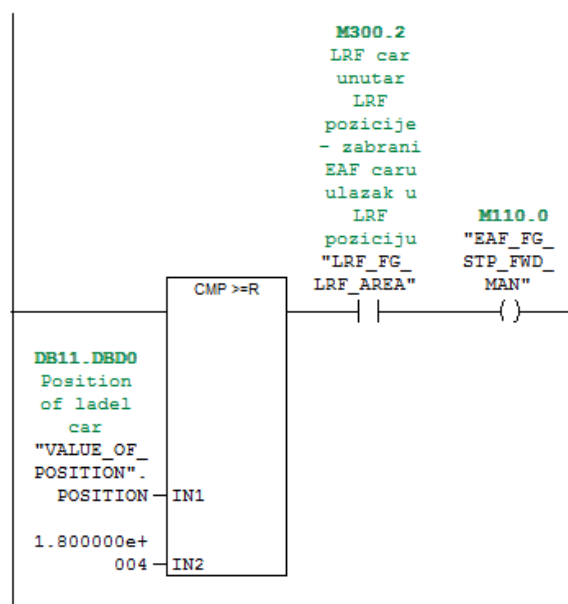 M300.2
LRF car
unutar
LRF
pozicije
- zabrani
EAF caru
ulazak u
LRF
poziciju
"LRF_FG_
LRF_AREA"
M110.0
"EAF_FG_
STP_FWD_
MAN"
CMP >=R
DB11.DBD0
Position
of ladel
car
"VALUE_OF_
POSITION".
POSITION
IN1
1.800000e+
004
IN2